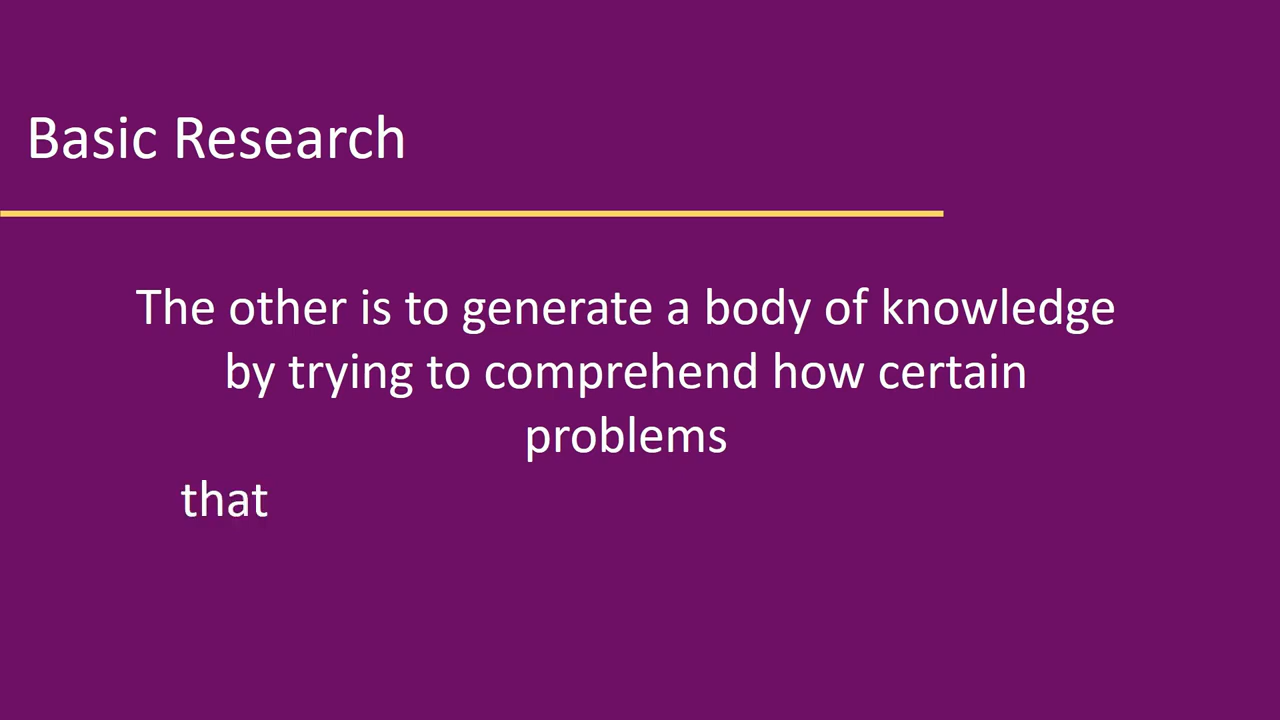 Basic Research
The other is to generate a body of knowledge
by trying to comprehend how certain
problems
that